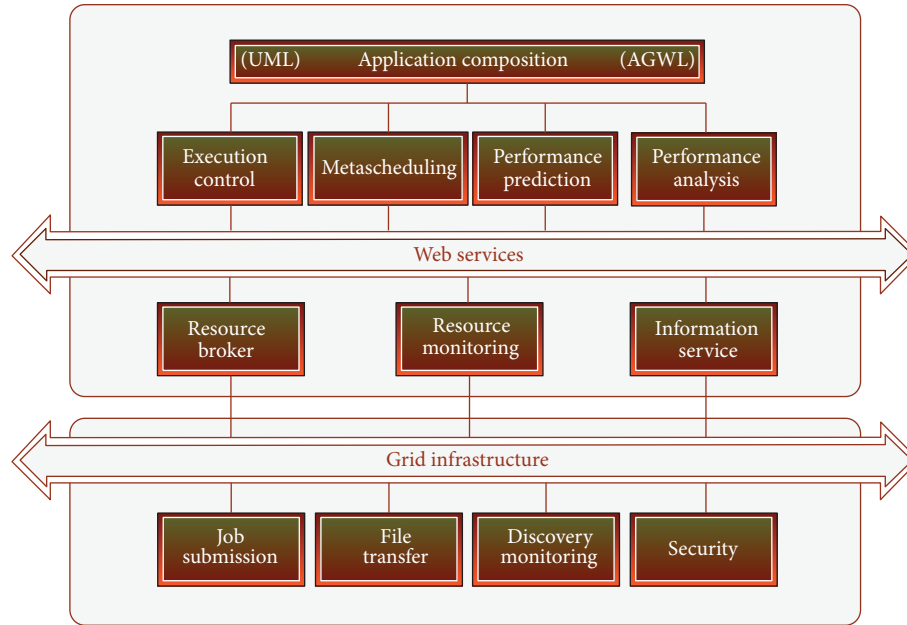 (UML) Application composition (AGWL)
Execution
control
Metascheduling
Performance
prediction
Performance
analysis
Web services
Resource
broker
Resource
monitoring
Information
service
Grid infrastructure
Job
submission
File
transfer
Discovery
monitoring
Security